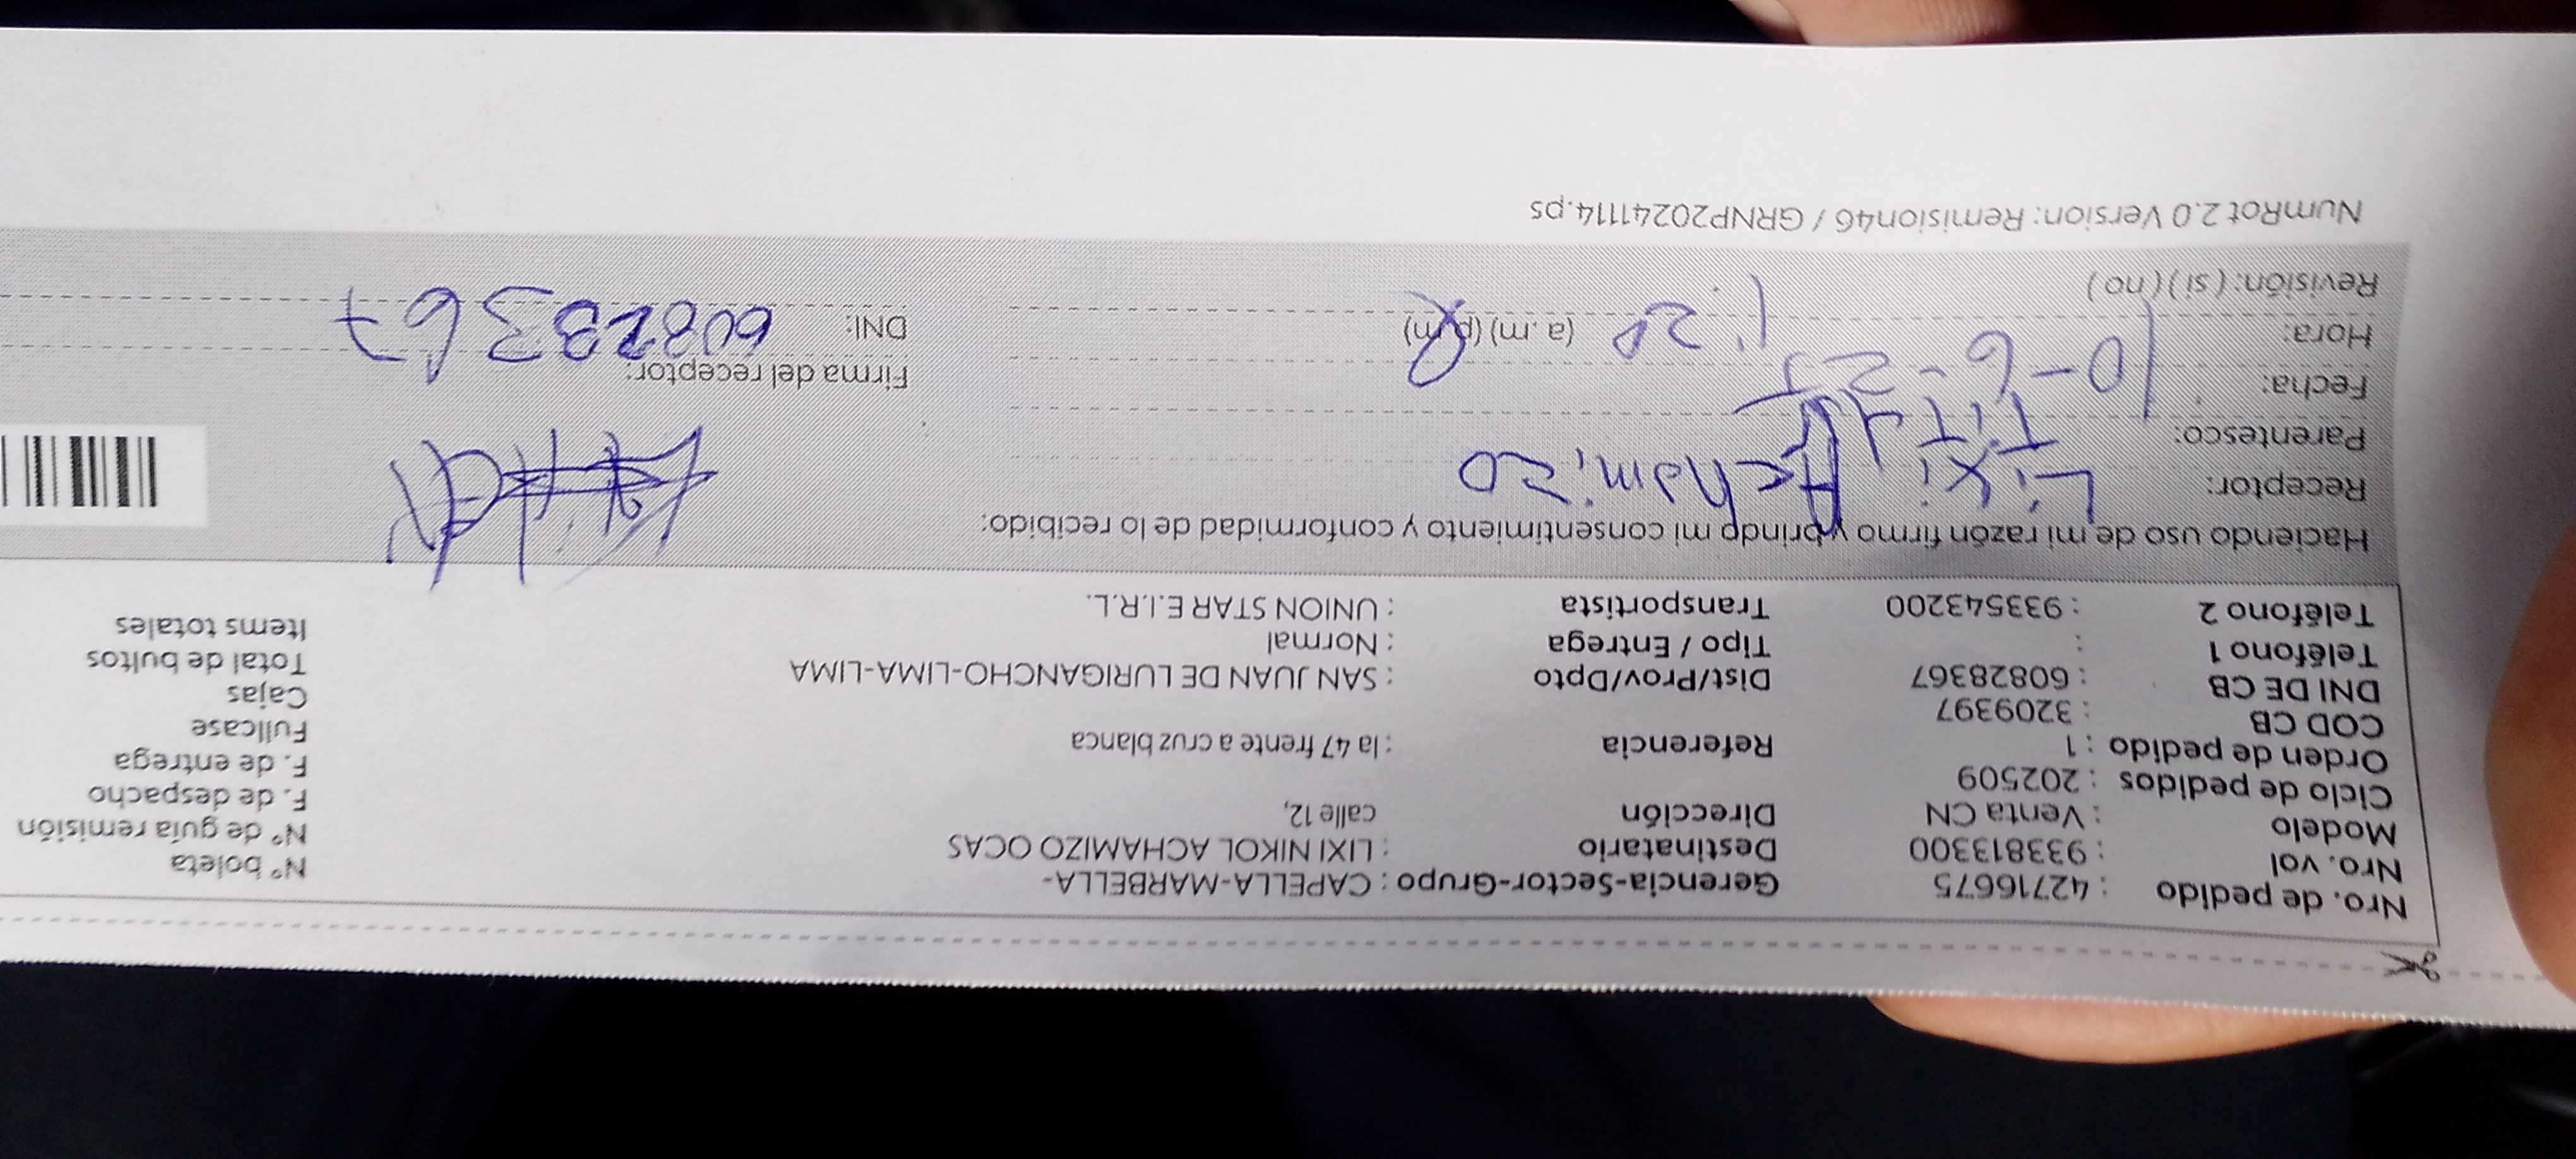 Nro. de pedido : 42716675 Gerencia-Sector-Grupo : CAPELLA-MARBELLA- Nº boleta
Nro. vol : 933813300 Destinatario : LIXI NIKOL ACHAMIZO OCAS Nº de guía remisión
Modelo : Venta CN Dirección calle 12, F. de despacho
Ciclo de pedidos : 202509 F. de entrega
Orden de pedido : 1 Referencia : la 47 frente a cruz blanca Fullcase
COD CB : 3209397 Cajas
DNI DE CB : 60828367 Dist/Prov/Dpto : SAN JUAN DE LURIGANCHO-LIMA-LIMA Total de bultos
Teléfono 1 : Tipo / Entrega : Normal Items totales
Teléfono 2 : 933543200 Transportista : UNION STAR E.I.R.L.
Haciendo uso de mi razón firmo y brindo mi consentimiento y conformidad de lo recibido:
Receptor: Lixi Achamizo
Parentesco: Tit
Fecha: 10-6-25 Firma del receptor:
Hora: 1:20 (a.m) (p.m) DNI: 60828367
Revisión: (si) (no)
NumRot 2.0 Version: Remision46 / GRNP20241114.ps